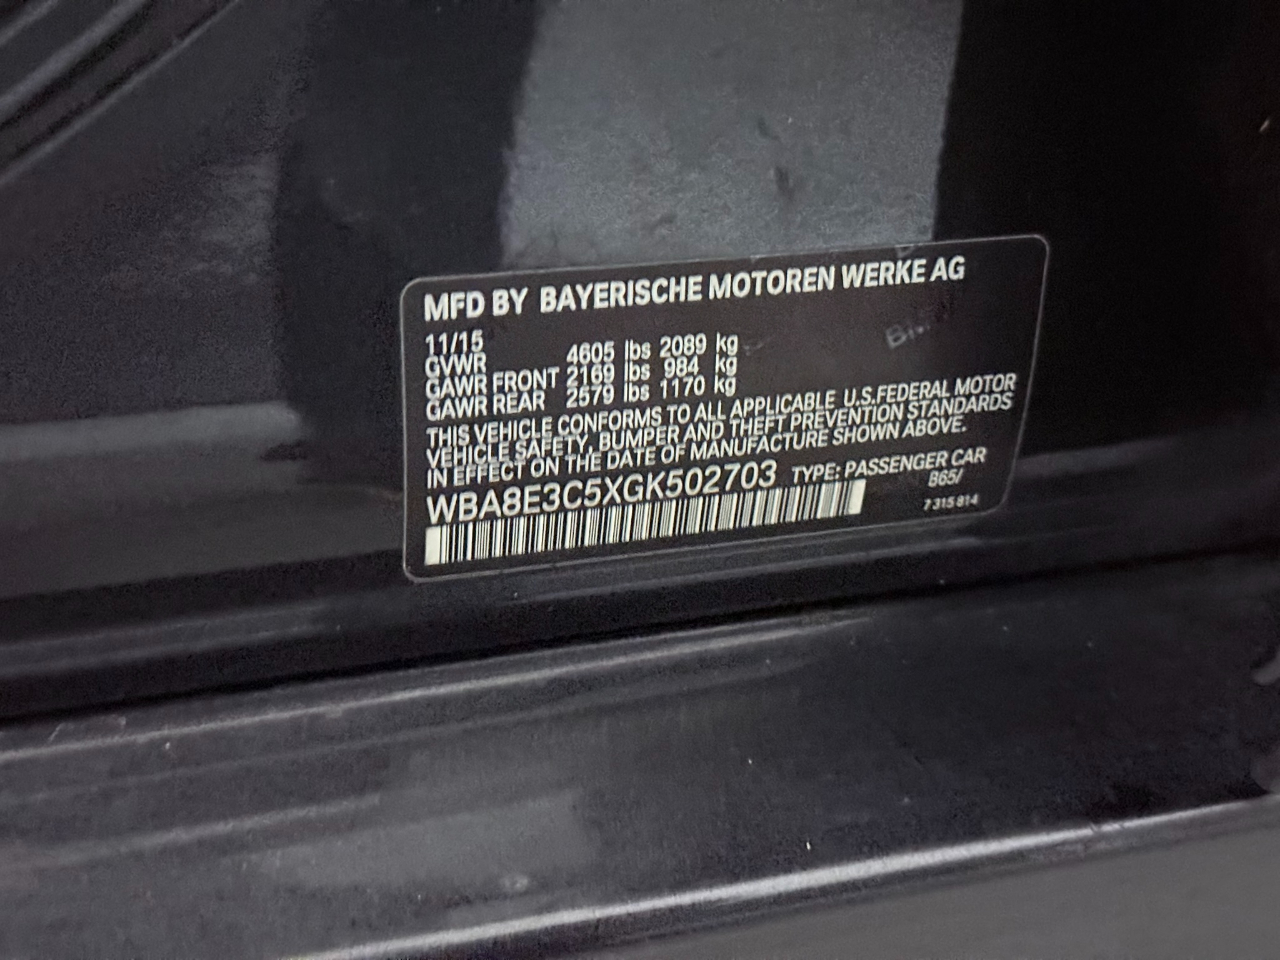 MFD BY BAYERISCHE MOTOREN WERKE AG
11/15
GVWR 4605 lbs 2089 kg
GAWR FRONT 2169 lbs 984 kg
GAWR REAR 2579 lbs 1170 kg
THIS VEHICLE CONFORMS TO ALL APPLICABLE U.S.FEDERAL MOTOR
VEHICLE SAFETY, BUMPER AND THEFT PREVENTION STANDARDS
IN EFFECT ON THE DATE OF MANUFACTURE SHOWN ABOVE.
WBA8E3C5XGK502703 TYPE: PASSENGER CAR
865/
7 315 814